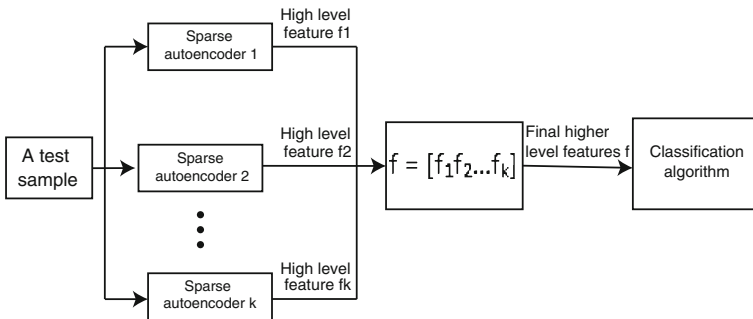 A test
sample
Sparse
autoencoder 1
High level
feature f1
Sparse
autoencoder 2
High level
feature f2
Sparse
autoencoder k
High level
feature fk
f = [f₁f₂...fₖ]
Final higher
level features f
Classification
algorithm